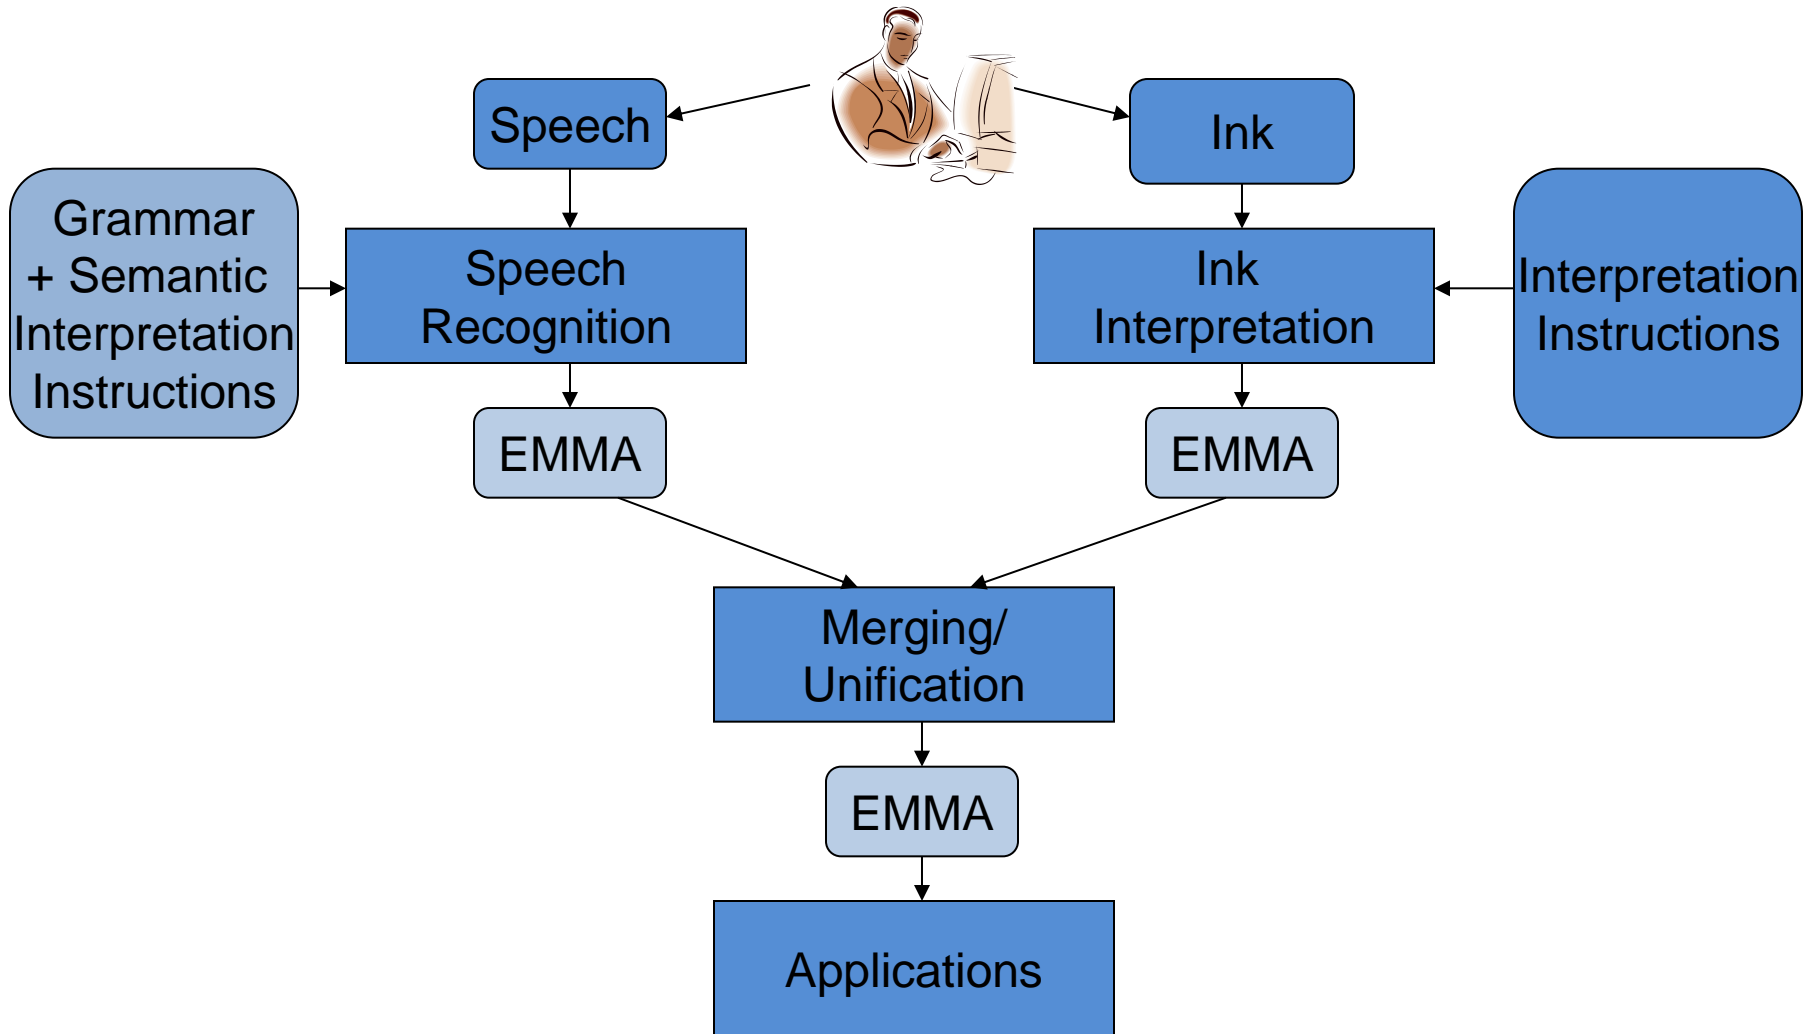 Speech
Ink
Grammar
+ Semantic
Interpretation
Instructions
Speech
Recognition
Ink
Interpretation
Interpretation
Instructions
EMMA
EMMA
Merging/
Unification
EMMA
Applications